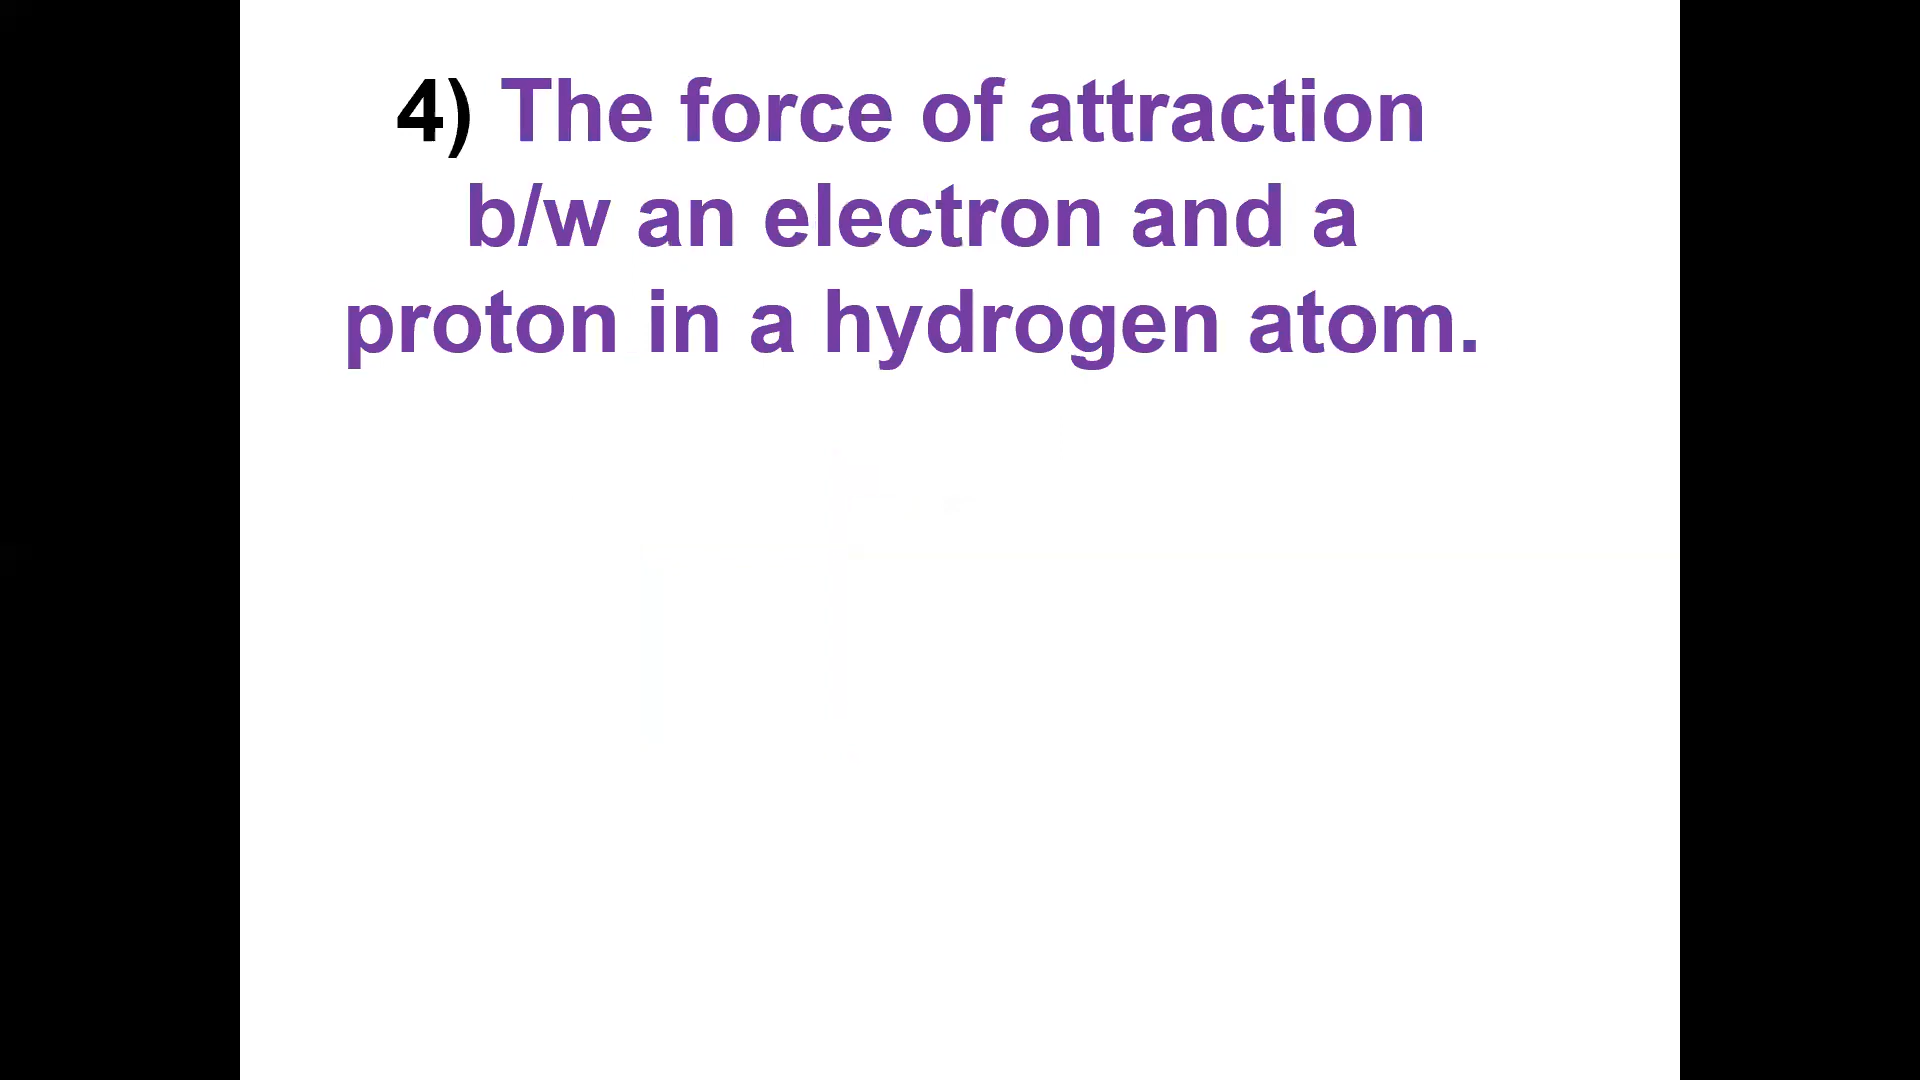 4) The force of attraction
b/w an electron and a
proton in a hydrogen atom.